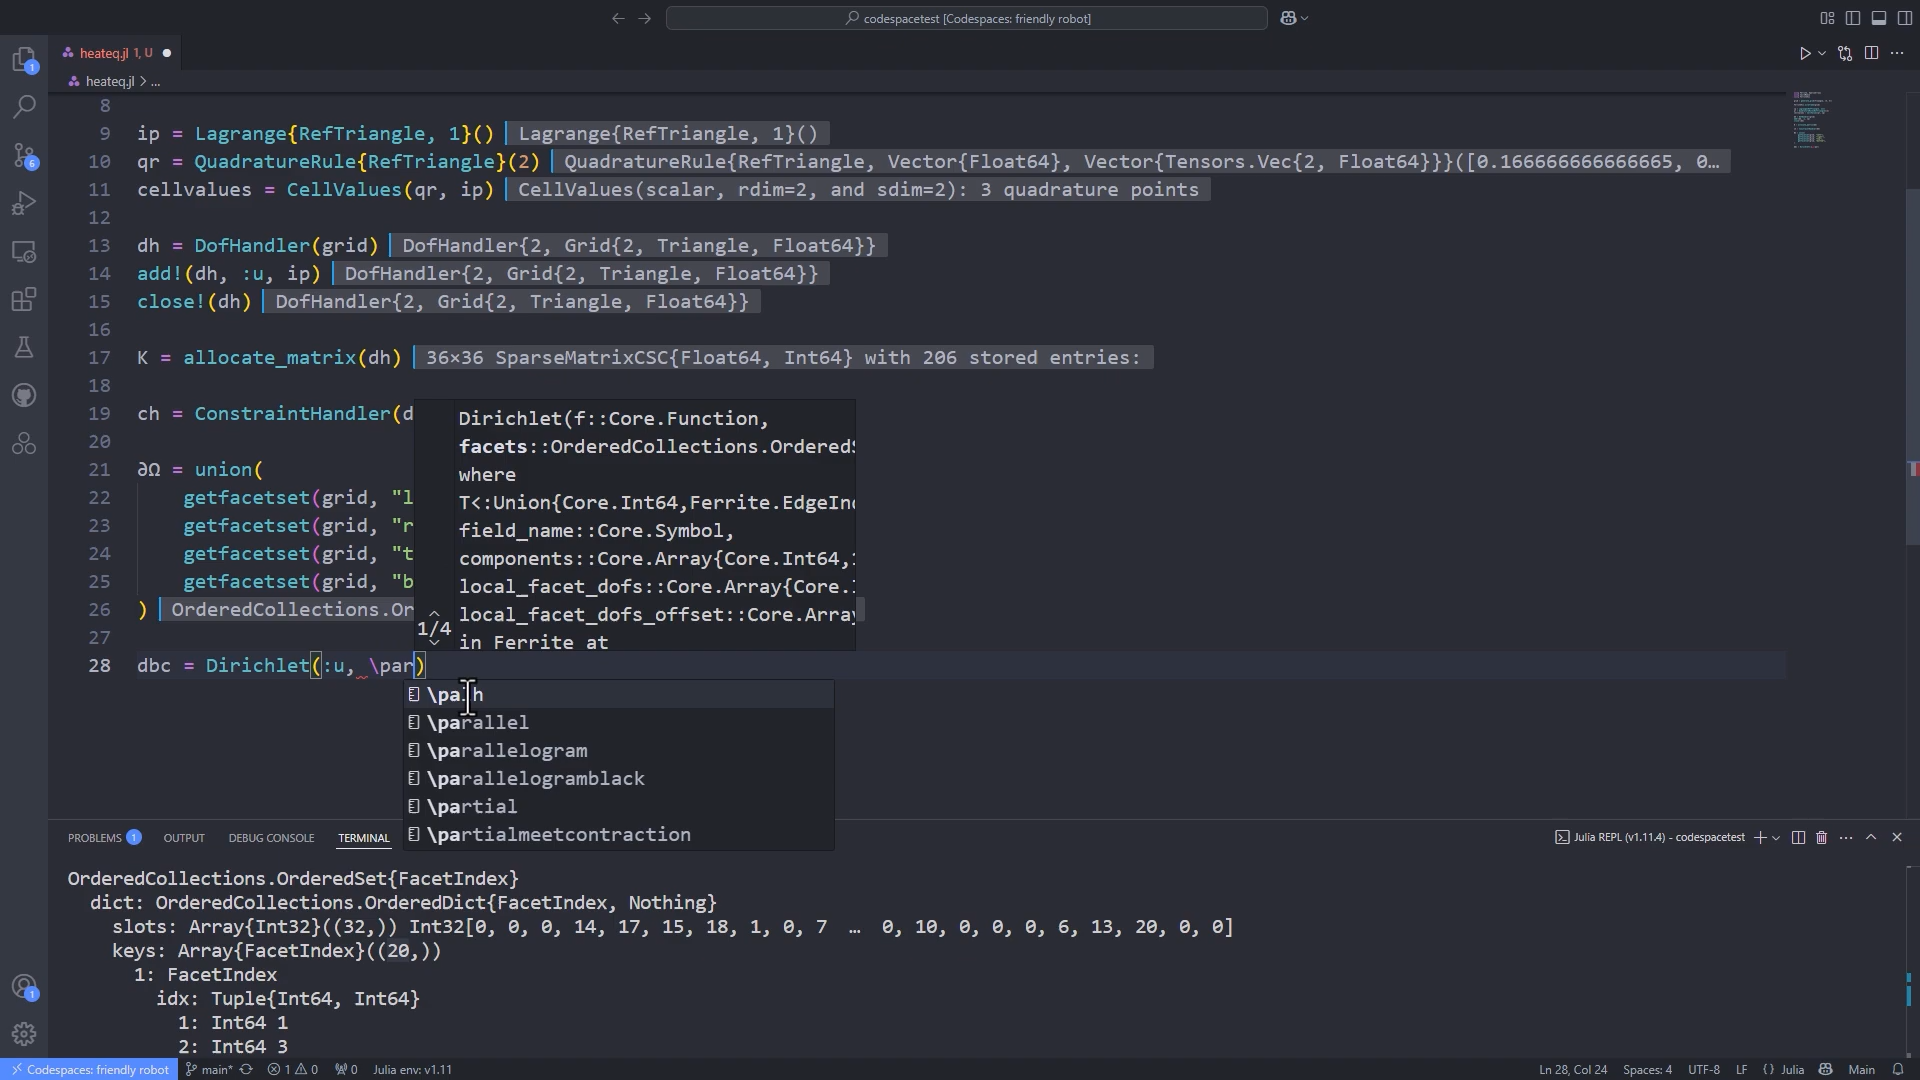 codespacetest [Codespaces: friendly robot]
heateq.jl 1, U
heateq.jl > ...
8
9 ip = Lagrange{RefTriangle, 1}() Lagrange{RefTriangle, 1}()
10 qr = QuadratureRule{RefTriangle}(2) QuadratureRule{RefTriangle, Vector{Float64}, Vector{Tensors.Vec{2, Float64}}}([0.166666666666665, 0…
11 cellvalues = CellValues(qr, ip) CellValues(scalar, rdim=2, and sdim=2): 3 quadrature points
12
13 dh = DofHandler(grid) DofHandler{2, Grid{2, Triangle, Float64}}
14 add!(dh, :u, ip) DofHandler{2, Grid{2, Triangle, Float64}}
15 close!(dh) DofHandler{2, Grid{2, Triangle, Float64}}
16
17 K = allocate_matrix(dh) 36×36 SparseMatrixCSC{Float64, Int64} with 206 stored entries:
18
19 ch = ConstraintHandler(d
20
21 ∂Ω = union(
22 getfacetset(grid, "l
23 getfacetset(grid, "r
24 getfacetset(grid, "t
25 getfacetset(grid, "b
26 ) OrderedCollections.Or
27
28 dbc = Dirichlet(:u, \par)
Dirichlet(f::Core.Function,
facets::OrderedCollections.OrderedS
where
T<:Union{Core.Int64,Ferrite.EdgeInd
field_name::Core.Symbol,
components::Core.Array{Core.Int64,1
local_facet_dofs::Core.Array{Core.I
local_facet_dofs_offset::Core.Array
in Ferrite at
1/4
\parallel
\parallelogram
\parallelogramblack
\partial
\partialmeetcontraction
PROBLEMS 1 OUTPUT DEBUG CONSOLE TERMINAL
Julia REPL (v1.11.4) - codespacetest
OrderedCollections.OrderedSet{FacetIndex}
dict: OrderedCollections.OrderedDict{FacetIndex, Nothing}
slots: Array{Int32}((32,)) Int32[0, 0, 0, 14, 17, 15, 18, 1, 0, 7 … 0, 10, 0, 0, 0, 6, 13, 20, 0, 0]
keys: Array{FacetIndex}((20,))
1: FacetIndex
idx: Tuple{Int64, Int64}
1: Int64 1
2: Int64 3
Codespaces: friendly robot main* 1 0 0 Julia env: v1.11 Ln 28, Col 24 Spaces: 4 UTF-8 LF {} Julia Main
1
6
1